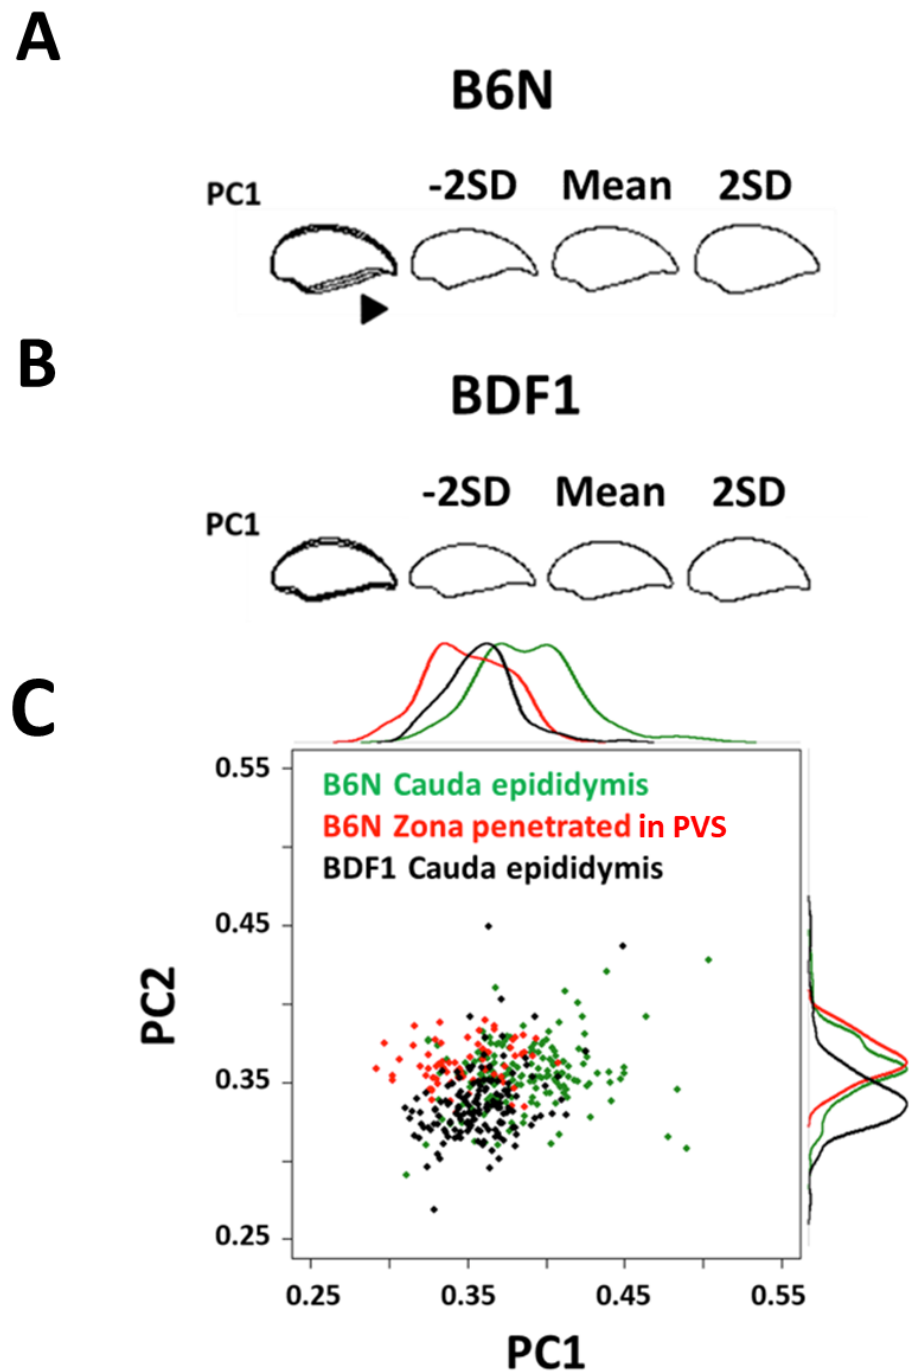 A
B6N
PC1 -2SD Mean 2SD
B
BDF1
PC1 -2SD Mean 2SD
C
B6N Cauda epididymis
B6N Zona penetrated in PVS
BDF1 Cauda epididymis
0.55
0.45
0.35
0.25
PC2
0.25 0.35 0.45 0.55
PC1